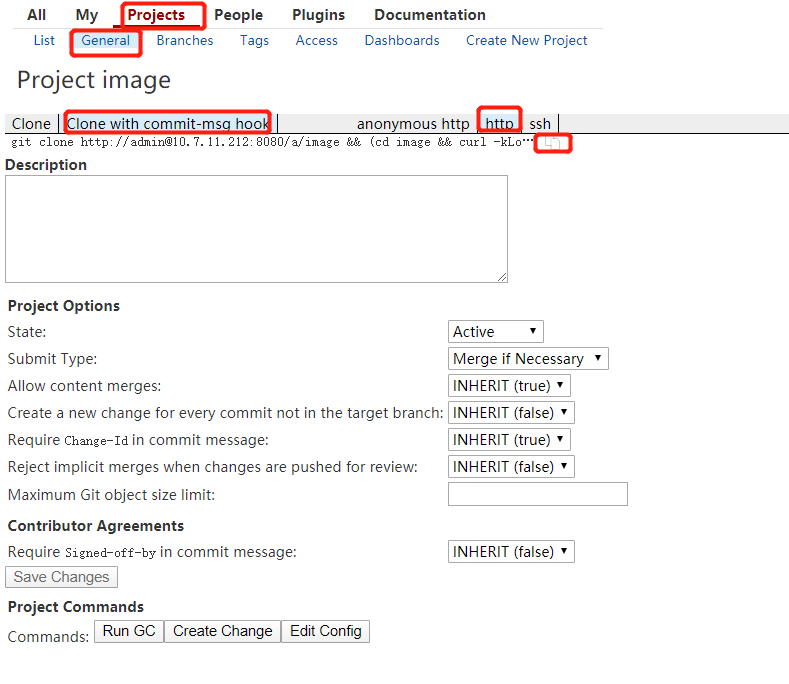 All My Projects People Plugins Documentation
List General Branches Tags Access Dashboards Create New Project
Project image
Clone Clone with commit-msg hook anonymous http http ssh
git clone http://admin@10.7.11.212:8080/a/image && (cd image && curl -kLo…
Description
Project Options
State: Active
Submit Type: Merge if Necessary
Allow content merges: INHERIT (true)
Create a new change for every commit not in the target branch: INHERIT (false)
Require Change-Id in commit message: INHERIT (true)
Reject implicit merges when changes are pushed for review: INHERIT (false)
Maximum Git object size limit:
Contributor Agreements
Require Signed-off-by in commit message: INHERIT (false)
Save Changes
Project Commands
Commands: Run GC Create Change Edit Config